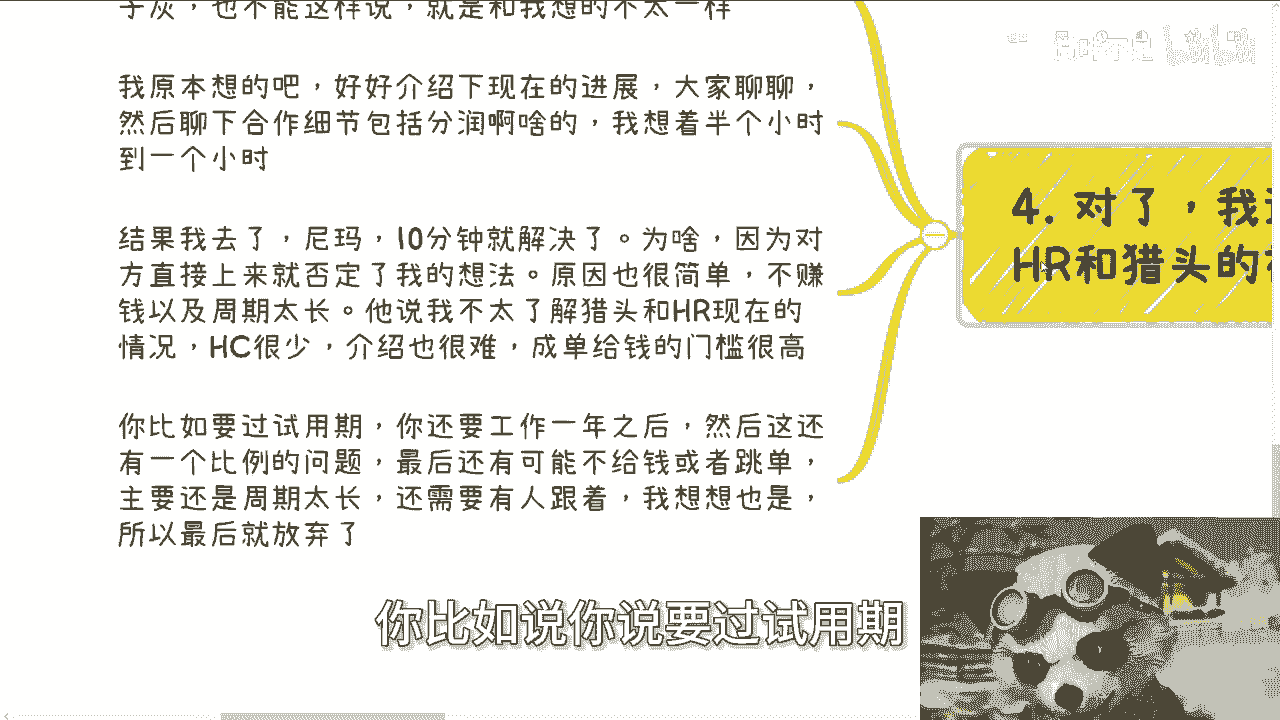 子灰，也不能这样说，就是和我想的不太一样
我原本想的吧，好好介绍下现在的进展，大家聊聊，
然后聊下合作细节包括分润啊啥的，我想着半个小时
到一个小时
结果我去了，尼玛，10分钟就解决了。为啥，因为对
方直接上来就否定了我的想法。原因也很简单，不赚
钱以及周期太长。他说我不太了解猎头和HR现在的
情况，HC很少，介绍也很难，成单给钱的门槛很高
你比如要过试用期，你还要工作一年之后，然后这还
有一个比例的问题，最后还有可能不给钱或者跳单，
主要还是周期太长，还需要有人跟着，我想想也是，
所以最后就放弃了
4. 对了，我
HR和猎头的
你比如说你说要过试用期